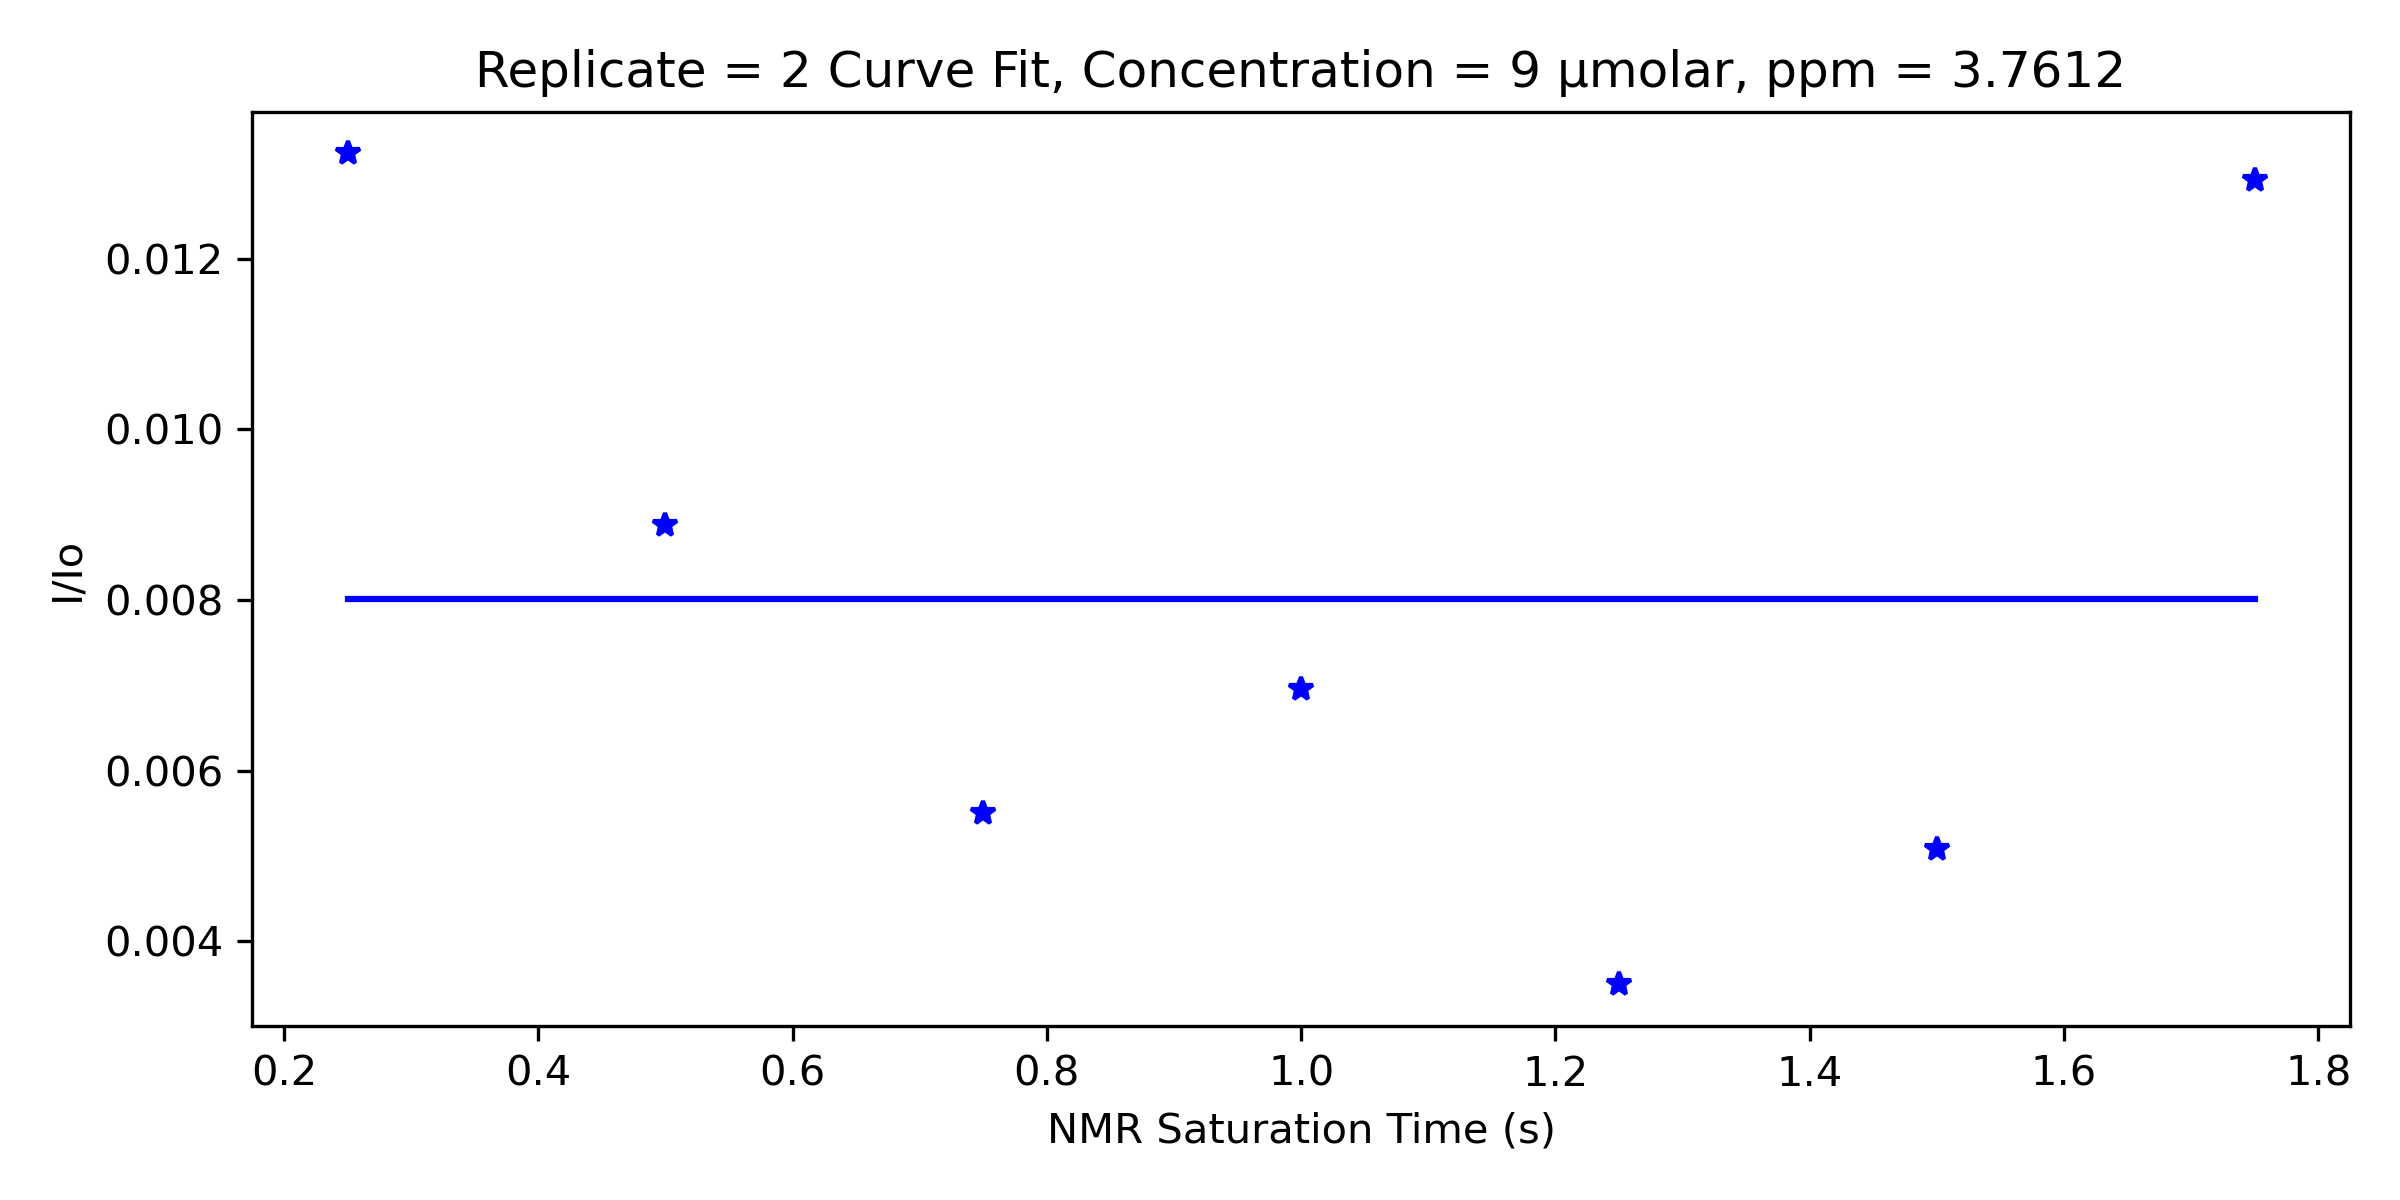 Replicate = 2 Curve Fit, Concentration = 9 μmolar, ppm = 3.7612
0.012
0.010
0.008
0.006
0.004
I/Io
0.2 0.4 0.6 0.8 1.0 1.2 1.4 1.6 1.8
NMR Saturation Time (s)